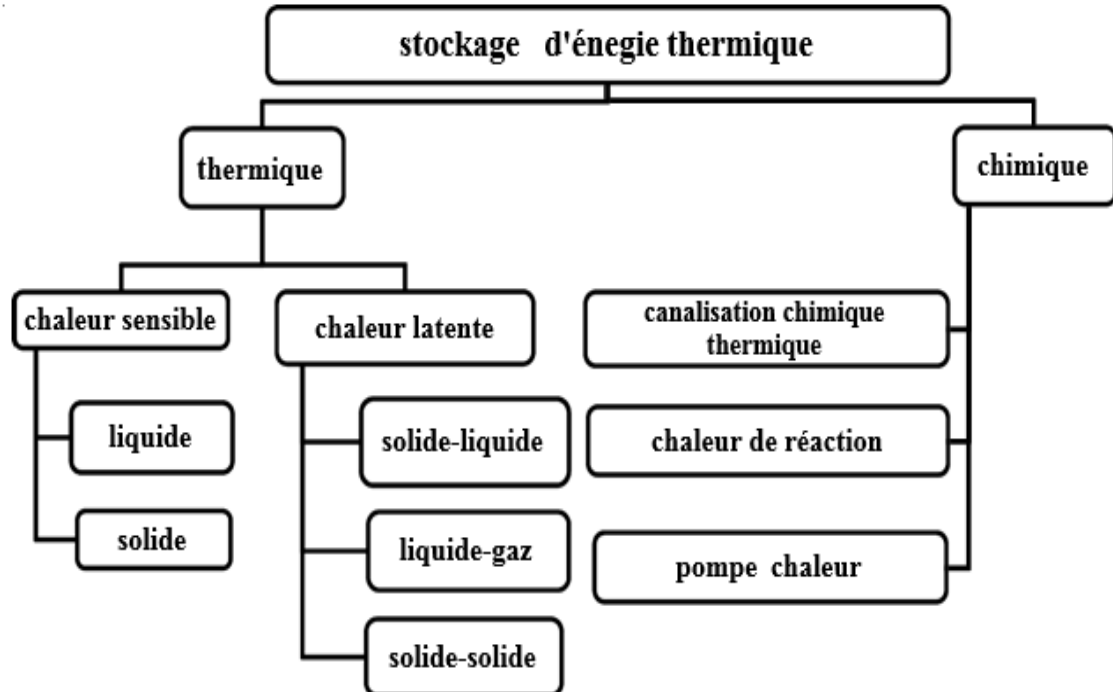 stockage d'énegie thermique
thermique
chimique
chaleur sensible
chaleur latente
canalisation chimique
thermique
liquide
solide-liquide
chaleur de réaction
solide
liquide-gaz
pompe chaleur
solide-solide